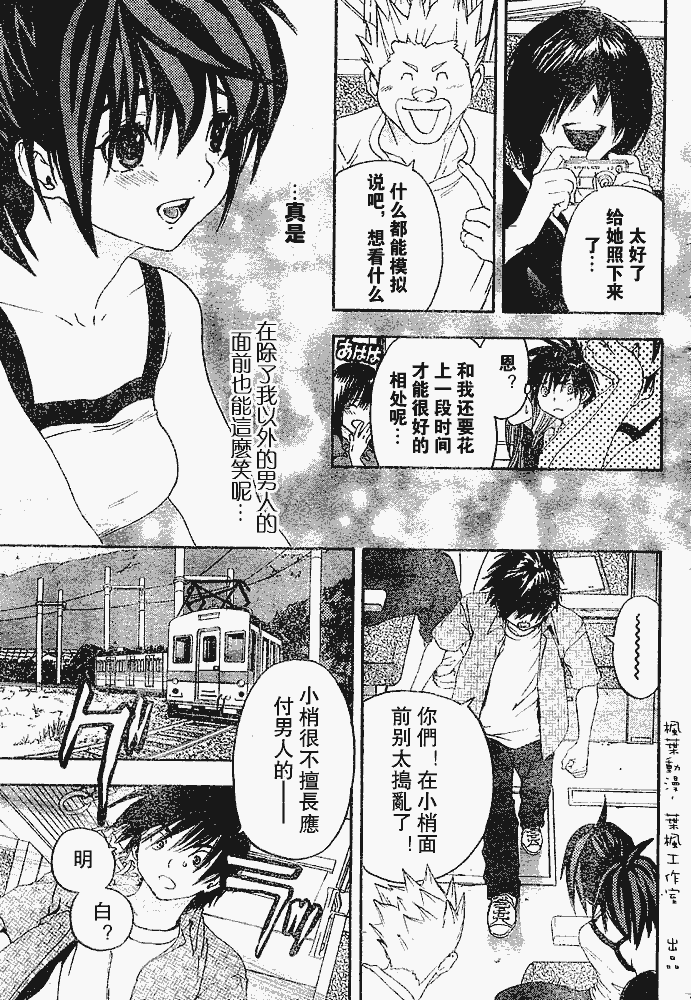 太好了
给她照下来
了…
什么都能模拟
说吧，想看什么
…真是
恩？
和我还要花
上一段时间
才能很好的
相处呢…
あはは
在除了我以外的男人的
面前也能這麼笑呢…
你們！在小梢面
前别太搗亂了！
小梢很不擅長應
付男人的——
明
白？
楓葉動漫，葉楓工作室 出品